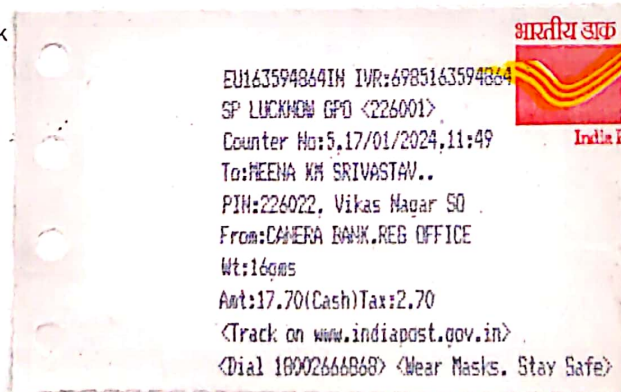 भारतीय डाक
k
EU163594864IN IVR:6985163594864
SP LUCKNOW GPO <226001>
Counter No:5,17/01/2024,11:49
To:MEENA KM SRIVASTAV..
PIN:226022, Vikas Nagar SO
From:CANERA BANK.REG OFFICE
India
Wt:16gms
Amt:17.70(Cash)Tax:2.70
<Track on www.indiapost.gov.in>
<Dial 18002666868> <Wear Masks. Stay Safe>